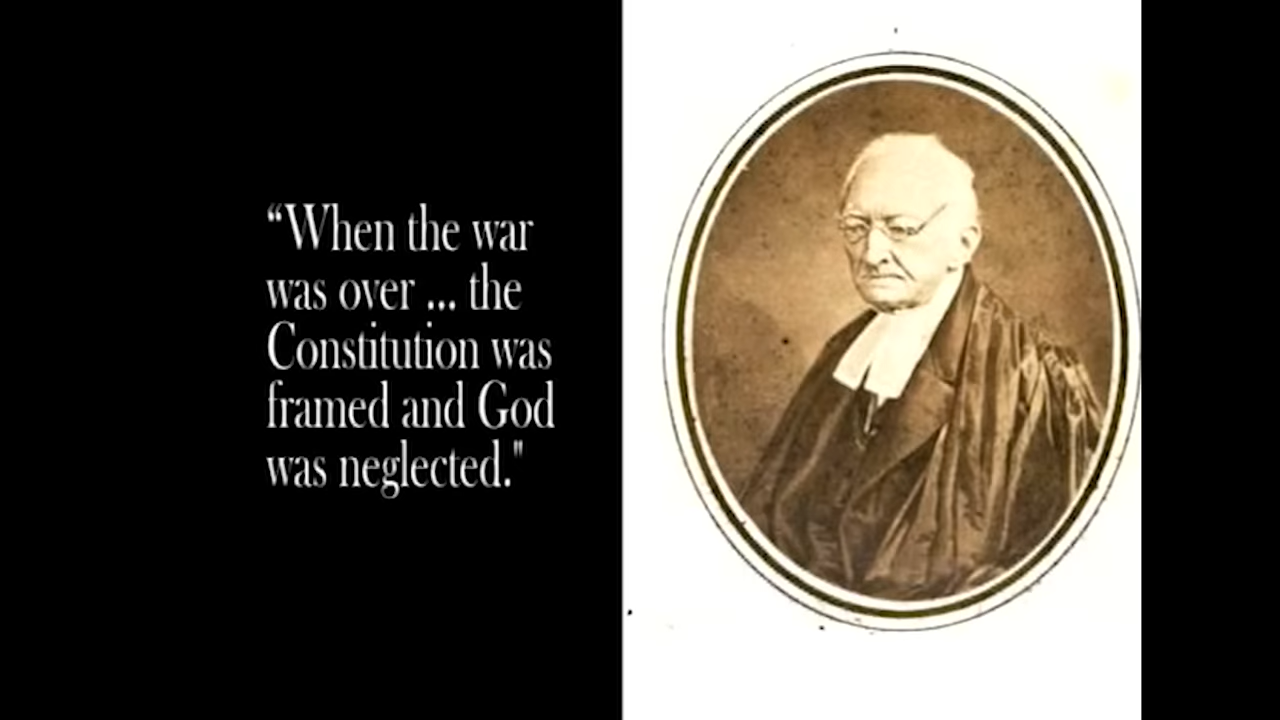 “When the war
was over ... the
Constitution was
framed and God
was neglected."